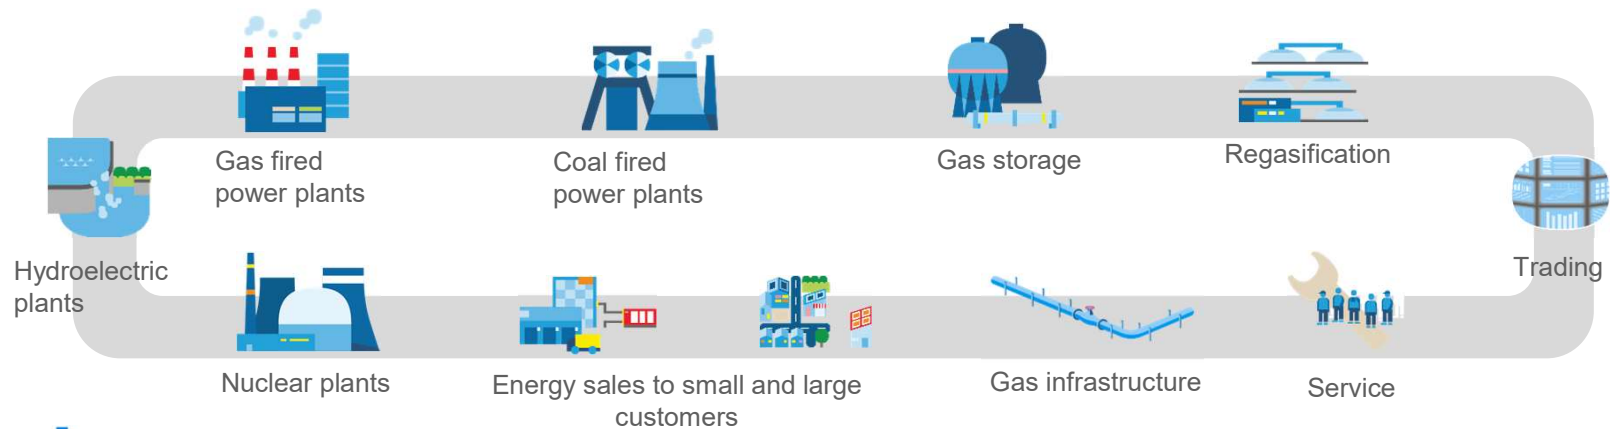 Gas fired
power plants
Coal fired
power plants
Gas storage
Regasification
Hydroelectric
plants
Trading
Nuclear plants
Energy sales to small and large
customers
Gas infrastructure
Service